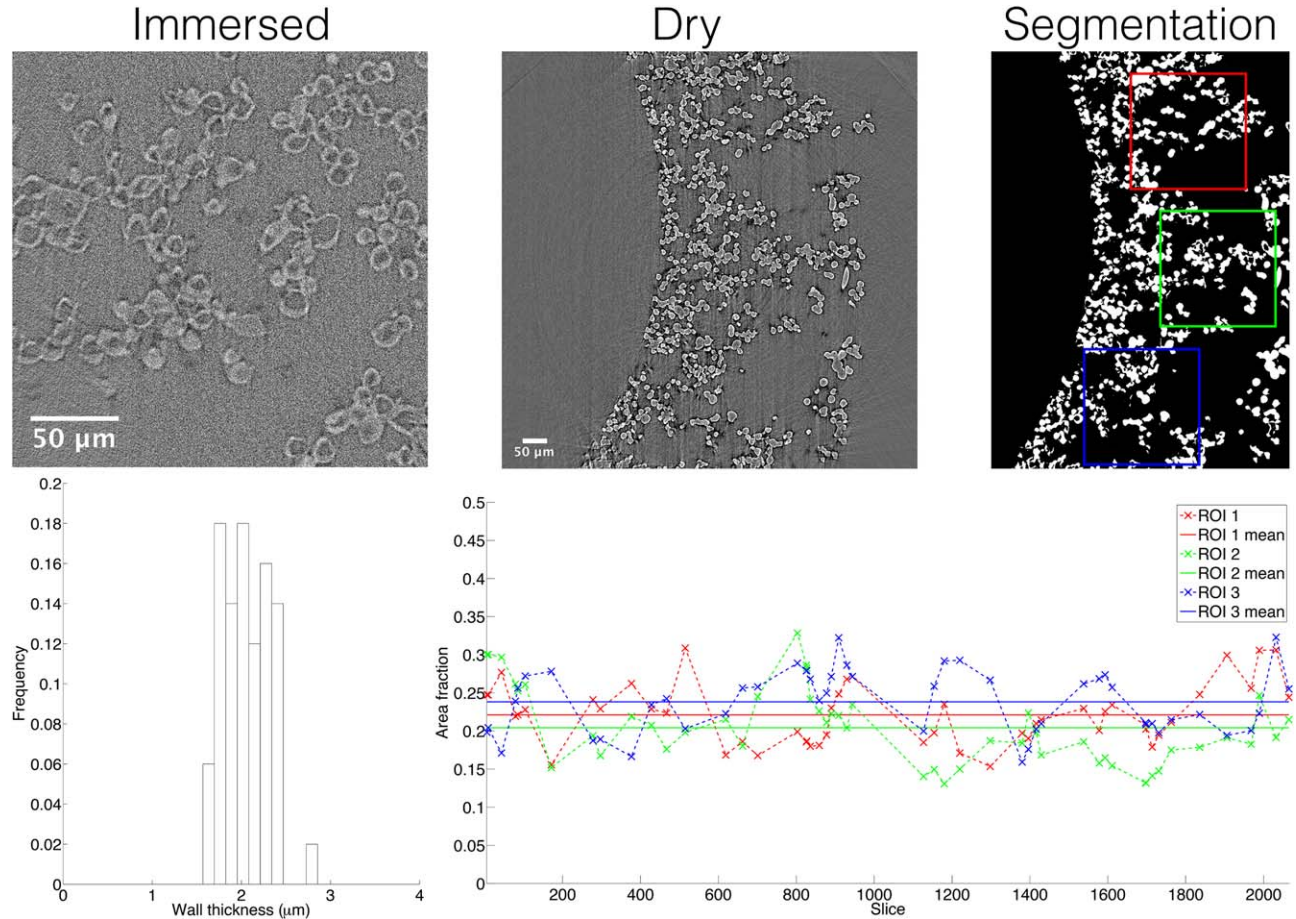 Immersed
Dry
Segmentation
50 μm
50 μm
0.2
0.18
0.16
0.14
0.12
0.1
0.08
0.06
0.04
0.02
0
Frequency
0 1 2 3 4
Wall thickness (μm)
0.5
0.45
0.4
0.35
0.3
0.25
0.2
0.15
0.1
0.05
0
Area fraction
200 400 600 800 1000 1200 1400 1600 1800 2000
Slice
ROI 1
ROI 1 mean
ROI 2
ROI 2 mean
ROI 3
ROI 3 mean